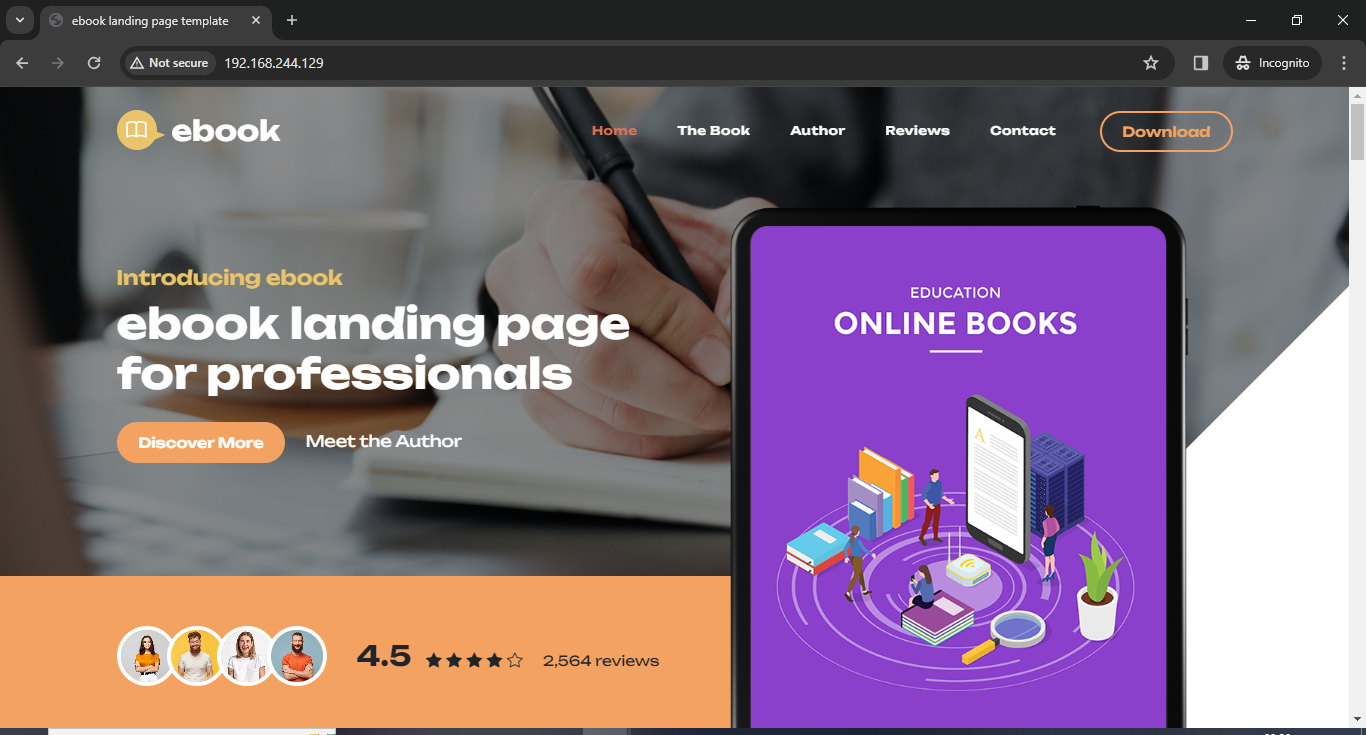 ebook landing page template
Not secure
192.168.244.129
Incognito
ebook
Home
The Book
Author
Reviews
Contact
Download
Introducing ebook
ebook landing page
for professionals
Discover More
Meet the Author
EDUCATION
ONLINE BOOKS
A
4.5
2,564 reviews